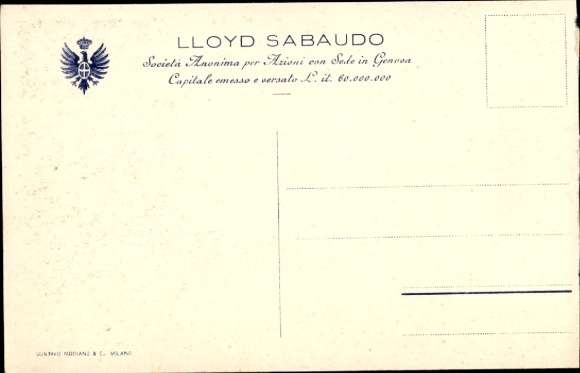 LLOYD SABAUDO
Società Anonima per Azioni con Sede in Genova
Capitale emesso e versato L. it. 60.000.000
GUSTAVO MODIANO & C. - MILANO